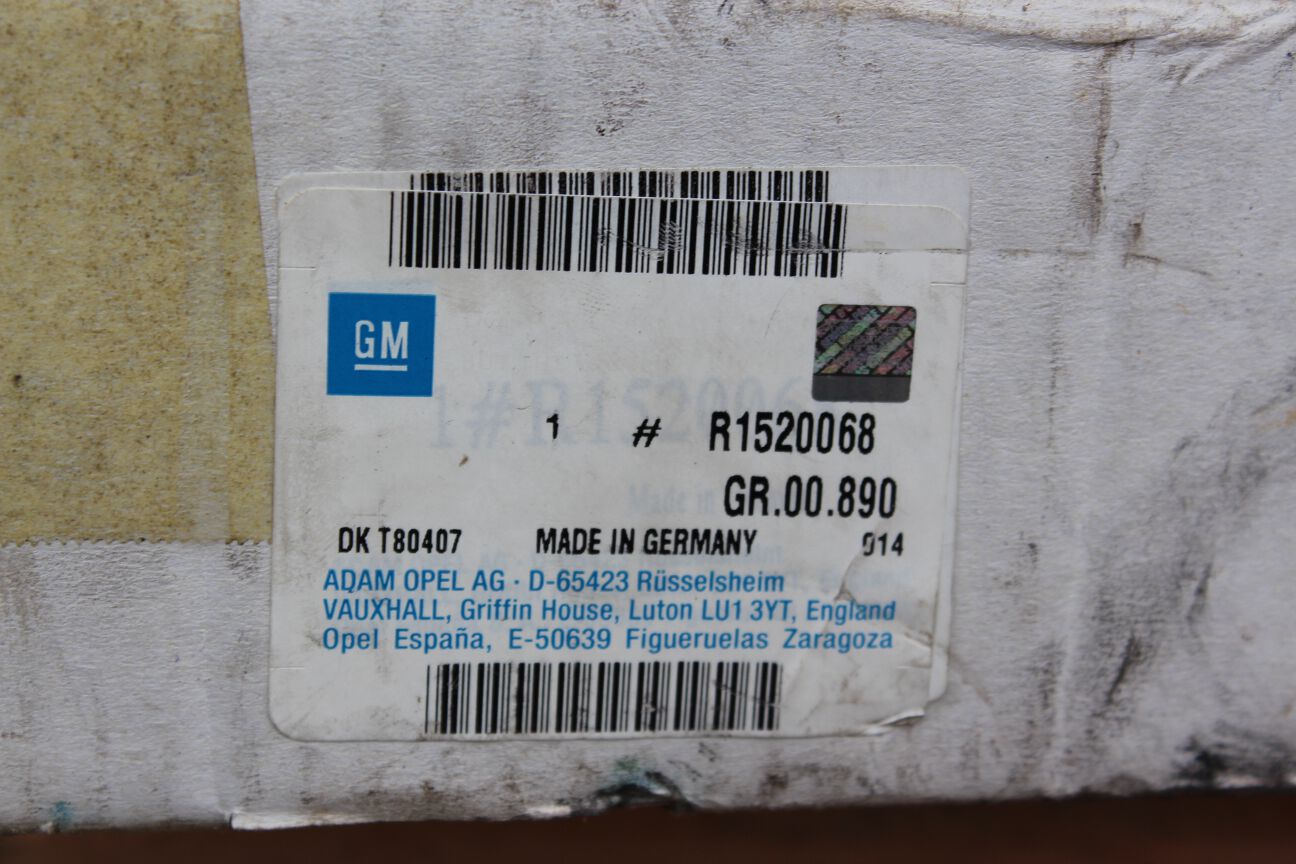 GM
1 # R1520068
GR.00.890
DK T80407 MADE IN GERMANY 014
ADAM OPEL AG · D-65423 Rüsselsheim
VAUXHALL, Griffin House, Luton LU1 3YT, England
Opel España, E-50639 Figueruelas Zaragoza